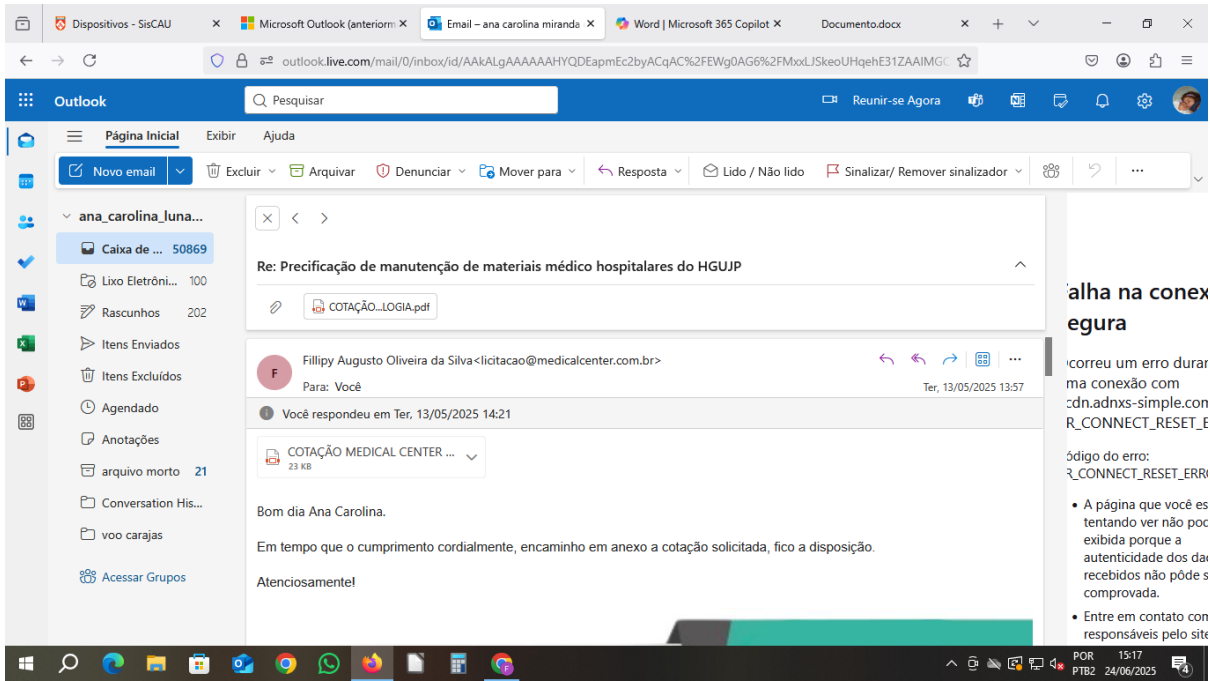 Dispositivos - SisCAU
Microsoft Outlook (anteriorm
Email – ana carolina miranda
Word | Microsoft 365 Copilot
Documento.docx
outlook.live.com/mail/0/inbox/id/
Outlook
Pesquisar
Reunir-se Agora
Página Inicial Exibir Ajuda
Novo email Excluir Arquivar Denunciar Mover para Resposta Lido / Não lido Sinalizar/ Remover sinalizador
ana_carolina_luna...
Caixa de ... 50869
Lixo Eletrôni... 100
Rascunhos 202
Itens Enviados
Itens Excluídos
Agendado
Anotações
arquivo morto 21
Conversation His...
voo carajas
Acessar Grupos
Re: Precificação de manutenção de materiais médico hospitalares do HGUJP
COTAÇÃO...LOGIA.pdf
F
Fillipy Augusto Oliveira da Silva<licitacao@medicalcenter.com.br>
Para: Você
Ter, 13/05/2025 13:57
Você respondeu em Ter, 13/05/2025 14:21
COTAÇÃO MEDICAL CENTER ...
23 KB
Bom dia Ana Carolina.
Em tempo que o cumprimento cordialmente, encaminho em anexo a cotação solicitada, fico a disposição.
Atenciosamente!
alha na conex
egura
correu um erro durar
ma conexão com
cdn.adnxs-simple.com
R_CONNECT_RESET_E
ódigo do erro:
R_CONNECT_RESET_ERR
• A página que você es
tentando ver não pod
exibida porque a
autenticidade dos dad
recebidos não pôde s
comprovada.
• Entre em contato com
responsáveis pelo site
POR 15:17
PTB2 24/06/2025
4